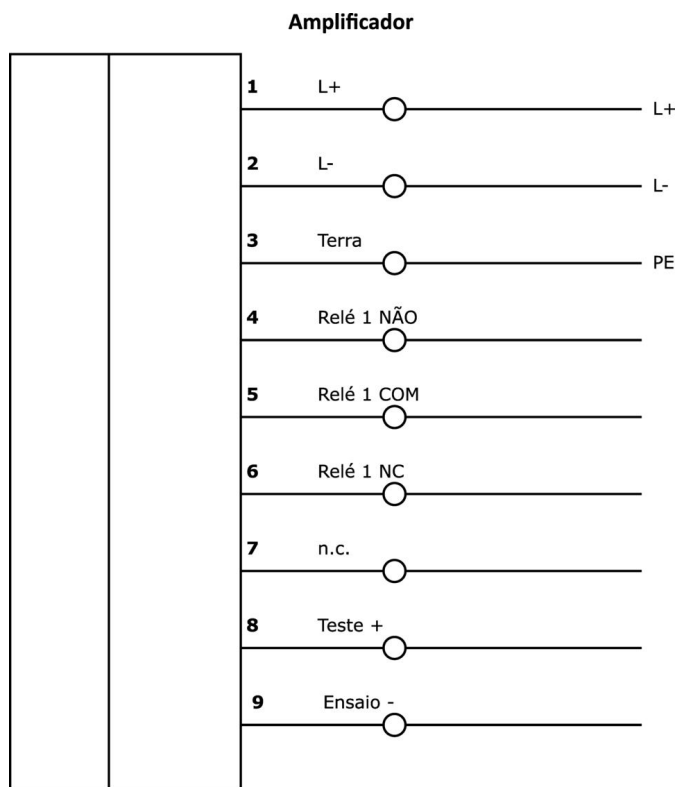 Amplificador
1 L+
L+
2 L-
L-
3 Terra
PE
4 Relé 1 NÃO
5 Relé 1 COM
6 Relé 1 NC
7 n.c.
8 Teste +
9 Ensaio -